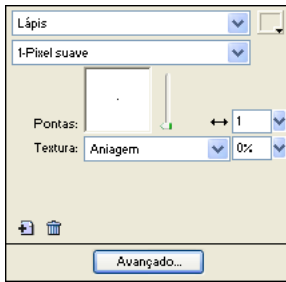 Lápis
1-Pixel suave
Pontas: 1
Textura: Aniagem 0%
Avançado...